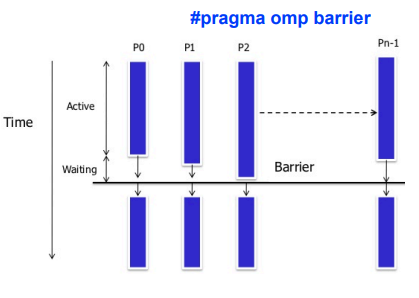 #pragma omp barrier
P0 P1 P2 Pn-1
Active
Time
Waiting
Barrier